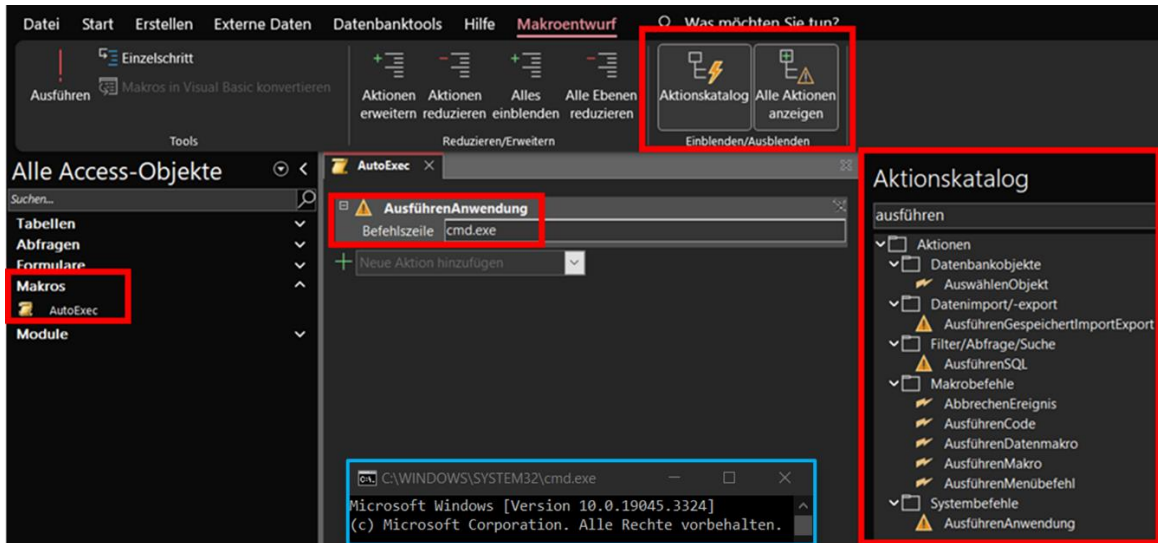 Datei Start Erstellen Externe Daten Datenbanktools Hilfe Makroentwurf Was möchten Sie tun?
Ausführen
Einzelschritt
Makros in Visual Basic konvertieren
Tools
Aktionen erweitern
Aktionen reduzieren
Alles einblenden
Alle Ebenen reduzieren
Reduzieren/Erweitern
Aktionskatalog
Alle Aktionen anzeigen
Einblenden/Ausblenden
Alle Access-Objekte
Suchen...
Tabellen
Abfragen
Formulare
Makros
AutoExec
Module
AutoExec
AusführenAnwendung
Befehlszeile cmd.exe
Neue Aktion hinzufügen
C:\WINDOWS\SYSTEM32\cmd.exe
Microsoft Windows [Version 10.0.19045.3324]
(c) Microsoft Corporation. Alle Rechte vorbehalten.
Aktionskatalog
ausführen
Aktionen
Datenbankobjekte
AuswählenObjekt
Datenimport/-export
AusführenGespeichertImportExport
Filter/Abfrage/Suche
AusführenSQL
Makrobefehle
AbbrechenEreignis
AusführenCode
AusführenDatenmakro
AusführenMakro
AusführenMenübefehl
Systembefehle
AusführenAnwendung